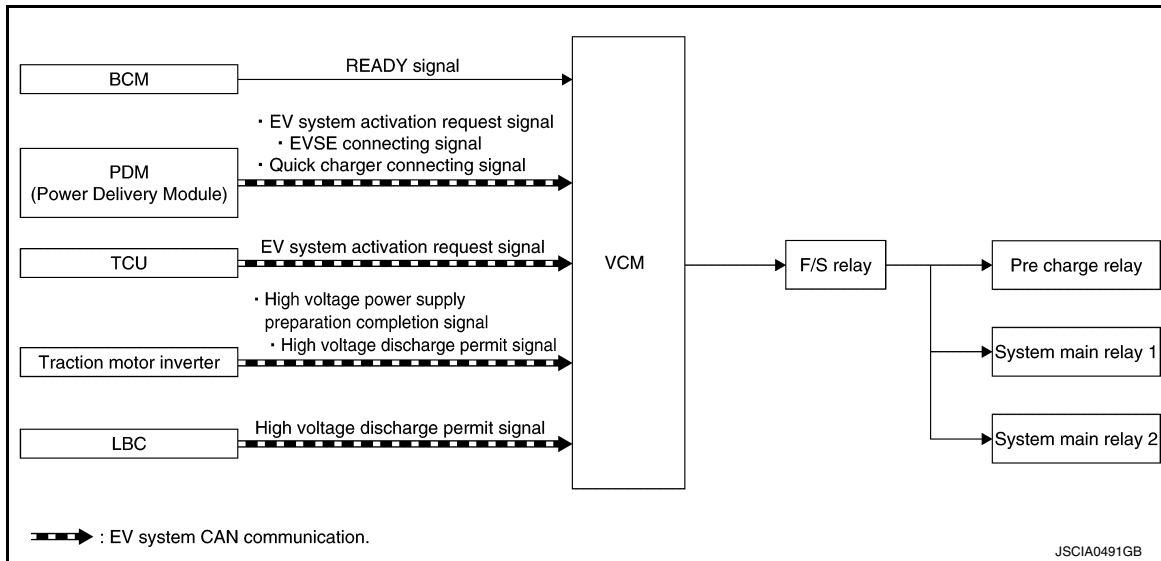 BCM
READY signal
・EV system activation request signal
・EVSE connecting signal
・Quick charger connecting signal
PDM
(Power Delivery Module)
TCU
EV system activation request signal
VCM
F/S relay
Pre charge relay
・High voltage power supply
preparation completion signal
・High voltage discharge permit signal
Traction motor inverter
System main relay 1
LBC
High voltage discharge permit signal
System main relay 2
: EV system CAN communication.
JSCIA0491GB